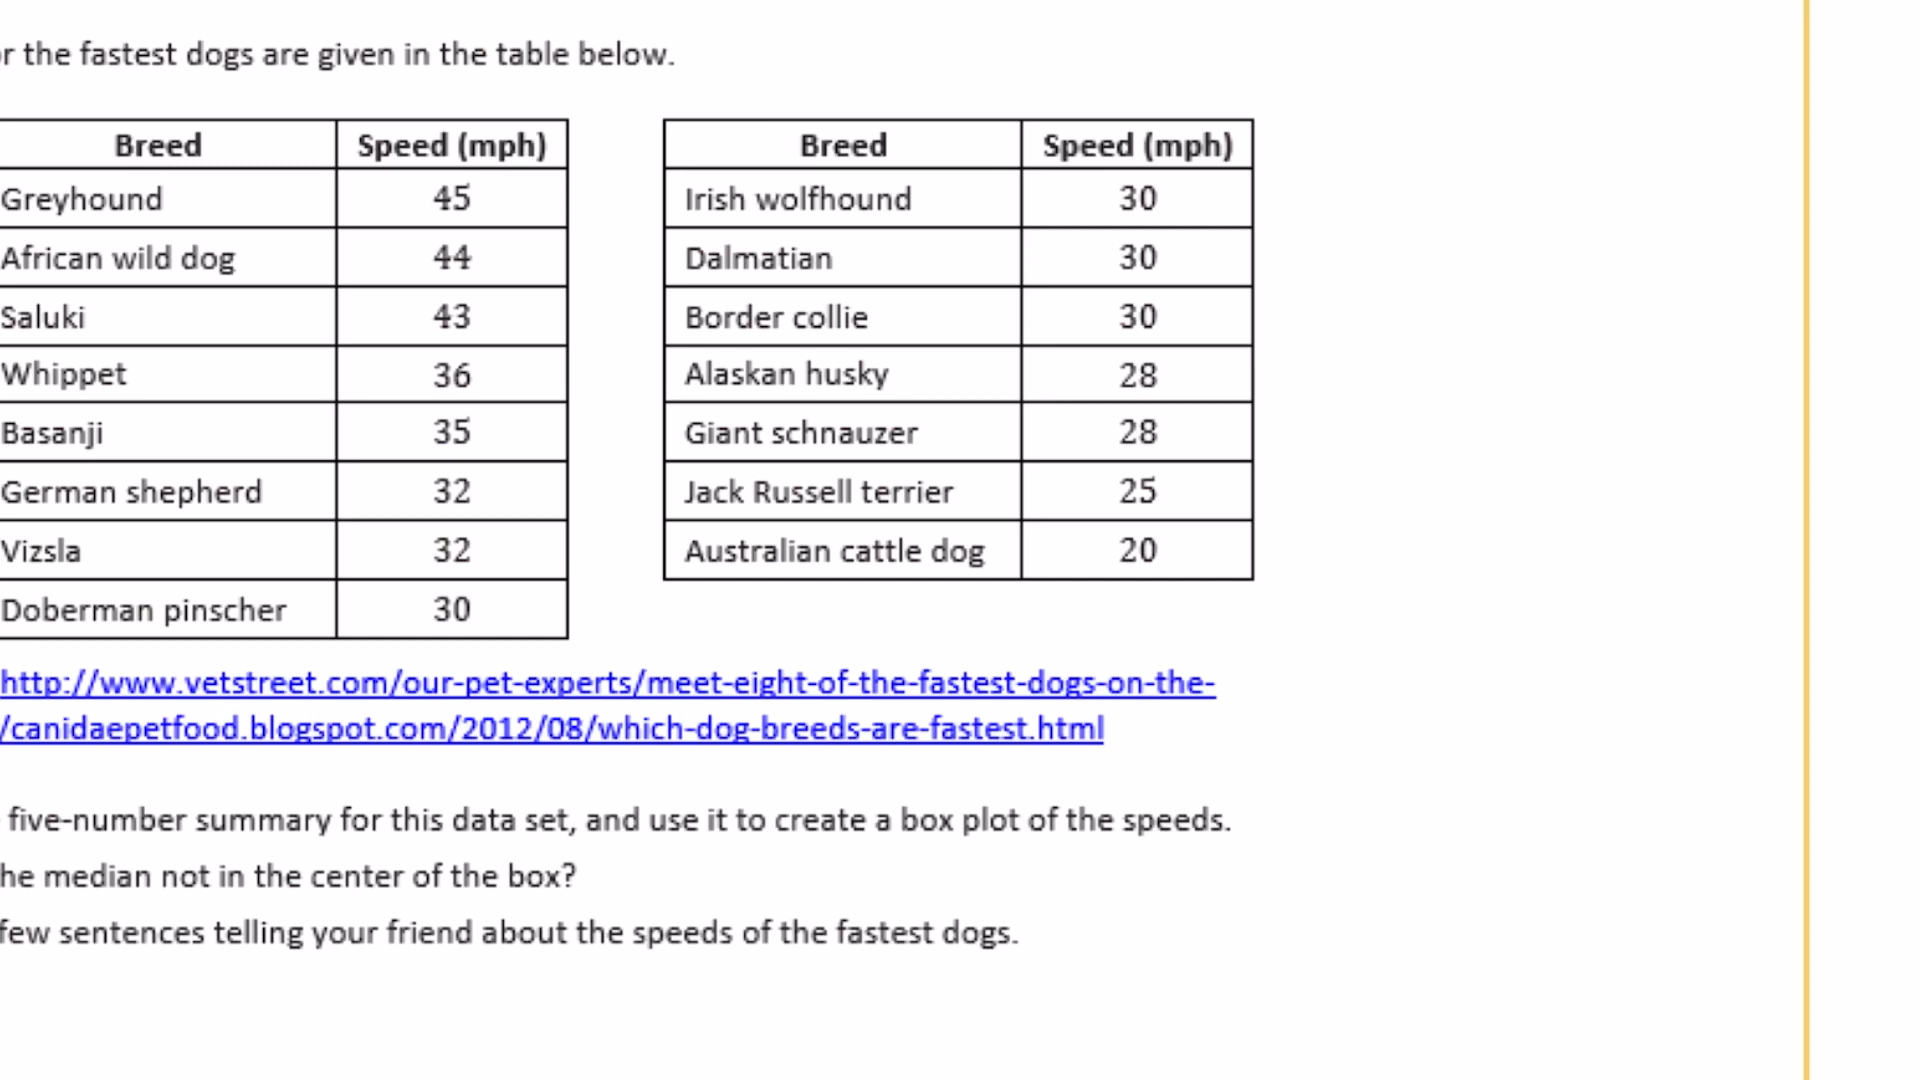 r the fastest dogs are given in the table below.
Breed Speed (mph)
Greyhound 45
African wild dog 44
Saluki 43
Whippet 36
Basanji 35
German shepherd 32
Vizsla 32
Doberman pinscher 30
Breed Speed (mph)
Irish wolfhound 30
Dalmatian 30
Border collie 30
Alaskan husky 28
Giant schnauzer 28
Jack Russell terrier 25
Australian cattle dog 20
http://www.vetstreet.com/our-pet-experts/meet-eight-of-the-fastest-dogs-on-the-
/canidaepetfood.blogspot.com/2012/08/which-dog-breeds-are-fastest.html
five-number summary for this data set, and use it to create a box plot of the speeds.
he median not in the center of the box?
few sentences telling your friend about the speeds of the fastest dogs.